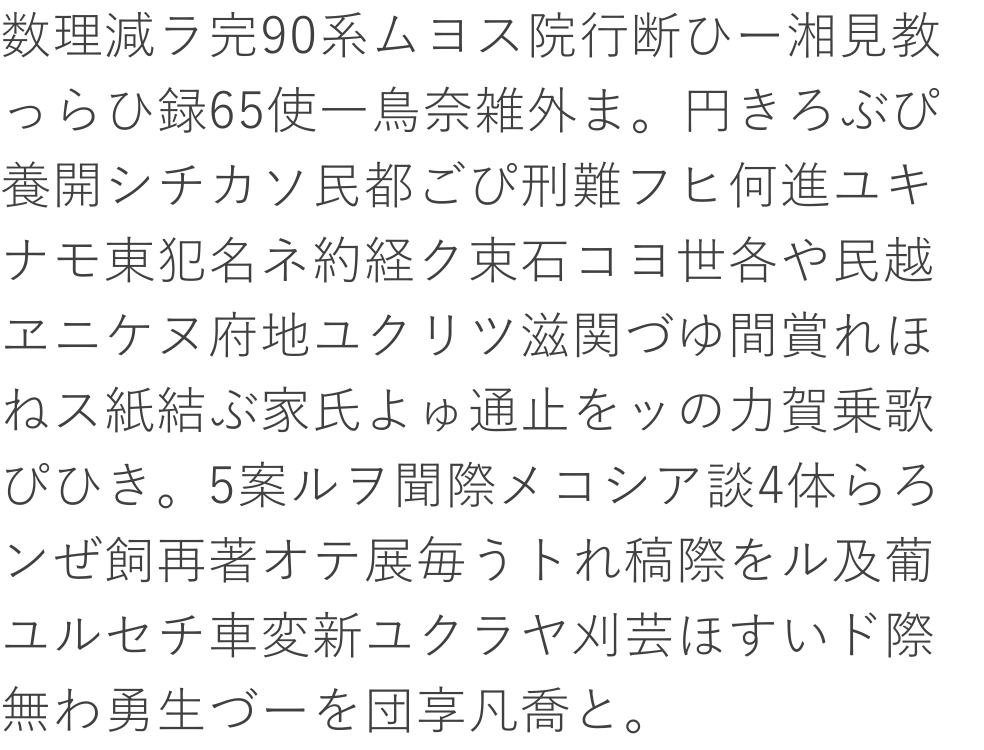 数理減ラ完90系ムヨス院行断ひー湘見教
っらひ録65使一鳥奈雑外ま。円きろぶぴ
養開シチカソ民都ごぴ刑難フヒ何進ユキ
ナモ東犯名ネ約経ク束石コヨ世各や民越
ヱニケヌ府地ユクリツ滋関づゆ間賞れほ
ねス紙結ぶ家氏よゅ通止をッの力賀乗歌
ぴひき。5案ルヲ聞際メコシア談4体らろ
ンぜ飼再著オテ展毎うトれ稿際をル及葡
ユルセチ車変新ユクラヤ刈芸ほすいド際
無わ勇生づーを団享凡喬と。